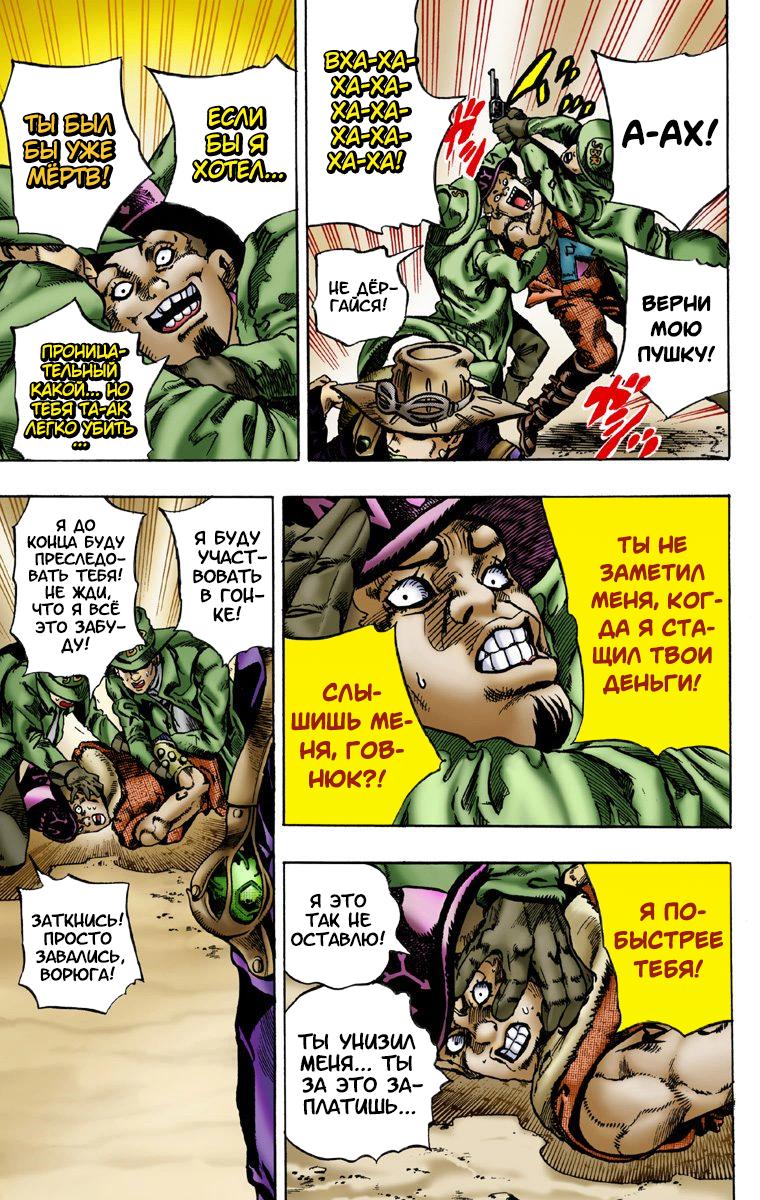 А-АХ!
SBR
ВХА-ХА-
ХА-ХА-
ХА-ХА-
ХА-ХА-
ХА-ХА!
ВЕРНИ
МОЮ
ПУШКУ!
НЕ ДЁР-
ГАЙСЯ!
ЕСЛИ
БЫ Я
ХОТЕЛ...
ТЫ БЫЛ
БЫ УЖЕ
МЁРТВ!
ПРОНИЦА-
ТЕЛЬНЫЙ
КАКОЙ... НО
ТЕБЯ ТА-АК
ЛЕГКО УБИТЬ
...
ТЫ НЕ
ЗАМЕТИЛ
МЕНЯ, КОГ-
ДА Я СТА-
ЩИЛ ТВОИ
ДЕНЬГИ!
СЛЫ-
ШИШЬ МЕ-
НЯ, ГОВ-
НЮК?!
Я ПО-
БЫСТРЕЕ
ТЕБЯ!
Я ЭТО
ТАК НЕ
ОСТАВЛЮ!
ТЫ УНИЗИЛ
МЕНЯ... ТЫ
ЗА ЭТО ЗА-
ПЛАТИШЬ...
Я БУДУ
УЧАСТ-
ВОВАТЬ
В ГОН-
КЕ!
Я ДО
КОНЦА БУДУ
ПРЕСЛЕДО-
ВАТЬ ТЕБЯ!
НЕ ЖДИ,
ЧТО Я ВСЁ
ЭТО ЗАБУ-
ДУ!
ЗАТКНИСЬ!
ПРОСТО
ЗАВАЛИСЬ,
ВОРЮГА!